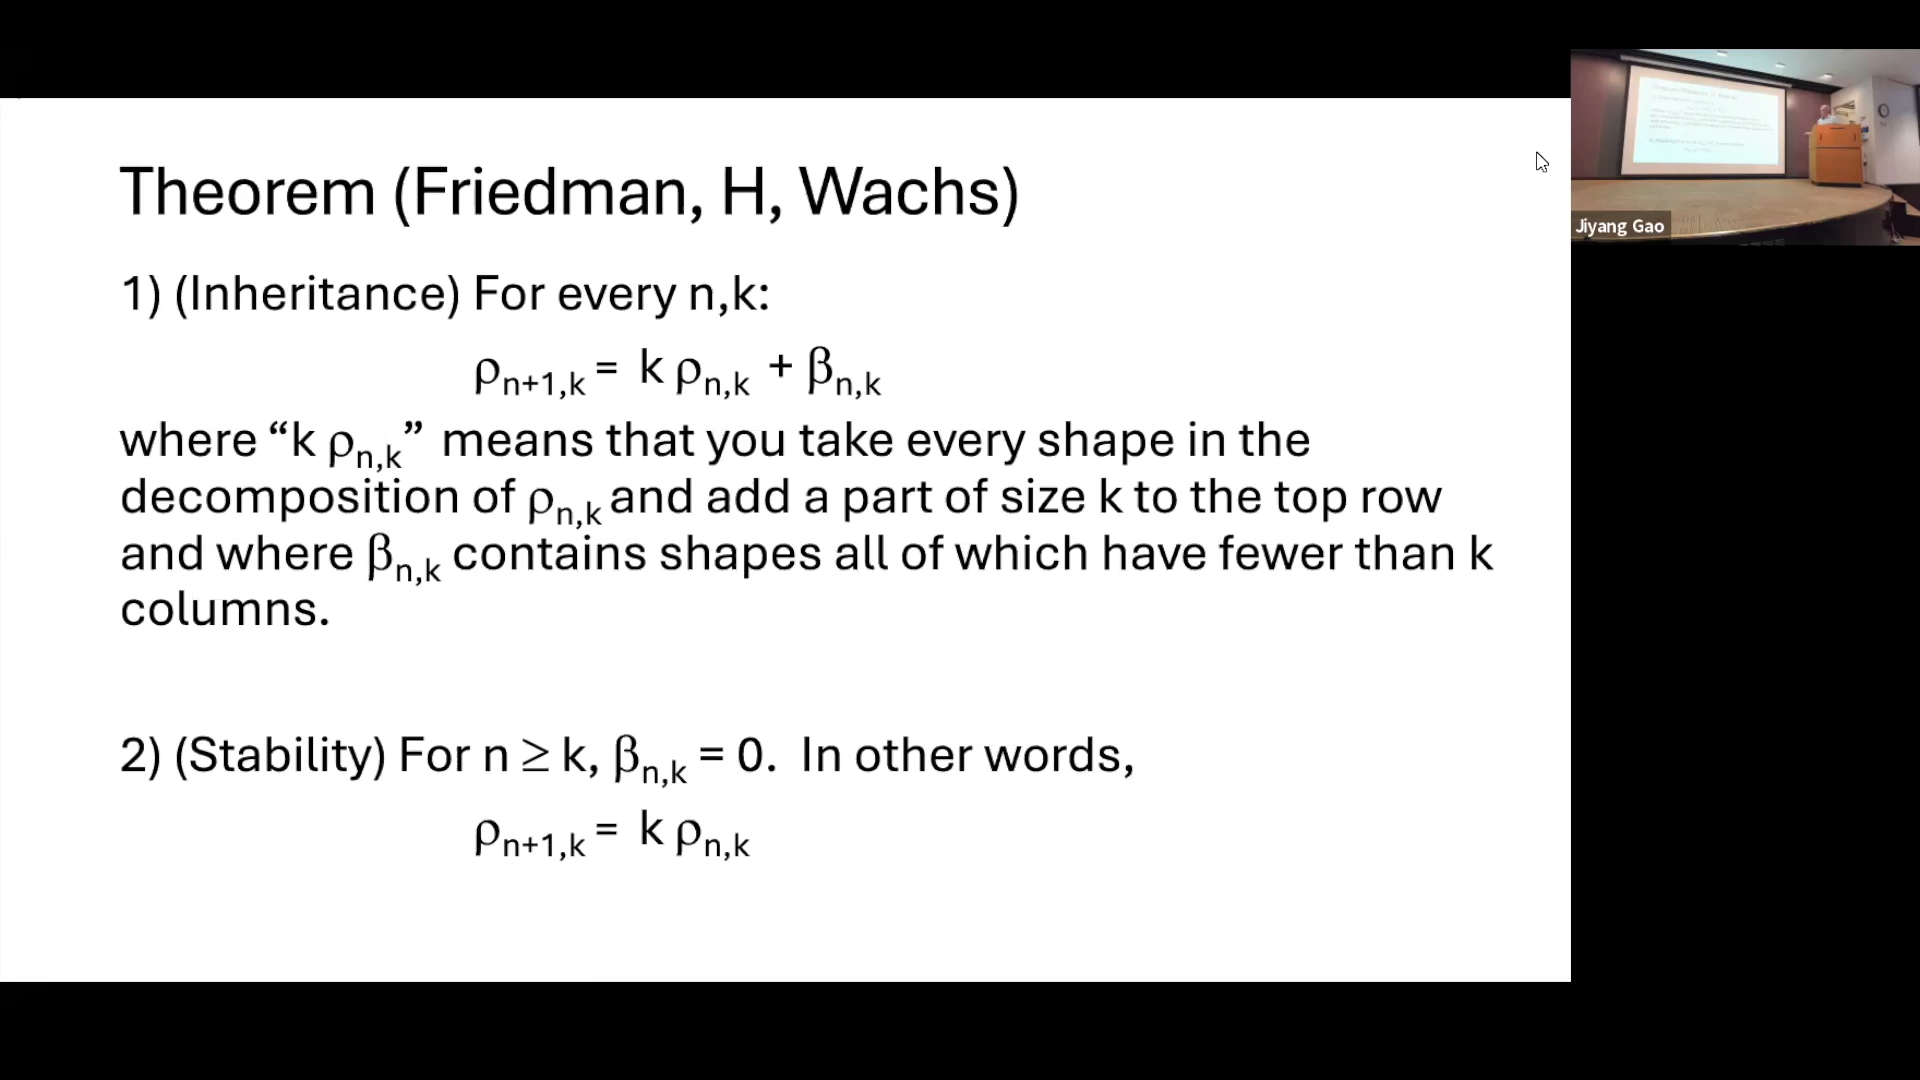 Theorem (Friedman, H, Wachs)
1) (Inheritance) For every n,k:
ρn+1,k = k ρn,k + βn,k
where “k ρn,k” means that you take every shape in the
decomposition of ρn,k and add a part of size k to the top row
and where βn,k contains shapes all of which have fewer than k
columns.
2) (Stability) For n ≥ k, βn,k = 0. In other words,
ρn+1,k = k ρn,k
Jiyang Gao